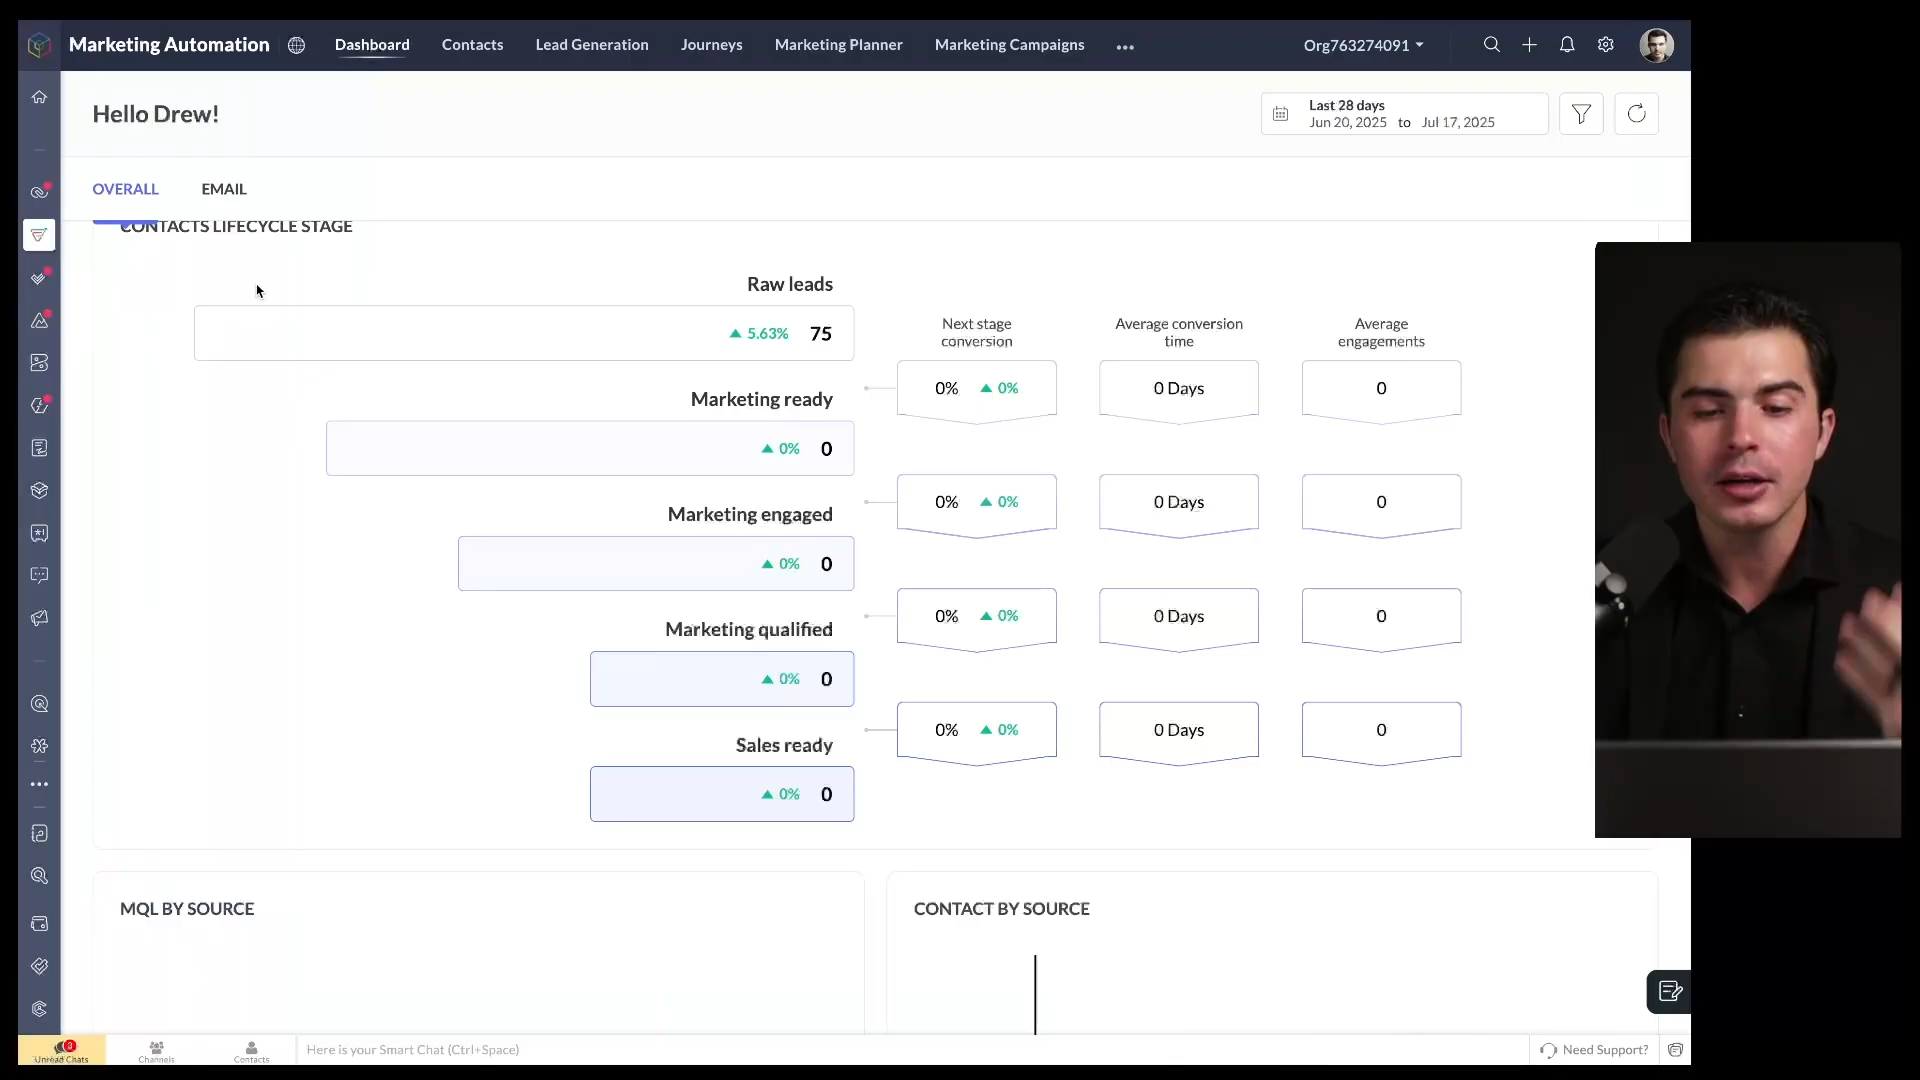 Marketing Automation Dashboard Contacts Lead Generation Journeys Marketing Planner Marketing Campaigns ••• Org763274091
Hello Drew!
Last 28 days
Jun 20, 2025 to Jul 17, 2025
OVERALL EMAIL
CONTACTS LIFECYCLE STAGE
Raw leads
5.63% 75
Next stage
conversion
Average conversion
time
Average
engagements
0% 0% 0 Days 0
Marketing ready
0% 0
0% 0% 0 Days 0
Marketing engaged
0% 0
0% 0% 0 Days 0
Marketing qualified
0% 0
0% 0% 0 Days 0
Sales ready
0% 0
MQL BY SOURCE
CONTACT BY SOURCE
3
Unread Chats Channels Contacts Here is your Smart Chat (Ctrl+Space) Need Support?